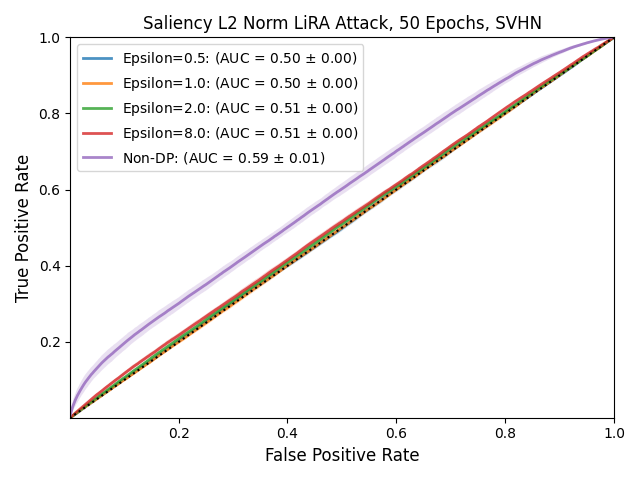 Saliency L2 Norm LiRA Attack, 50 Epochs, SVHN
1.0
Epsilon=0.5: (AUC = 0.50 ± 0.00)
Epsilon=1.0: (AUC = 0.50 ± 0.00)
Epsilon=2.0: (AUC = 0.51 ± 0.00)
Epsilon=8.0: (AUC = 0.51 ± 0.00)
Non-DP: (AUC = 0.59 ± 0.01)
0.8
0.6
0.4
0.2
True Positive Rate
0.2 0.4 0.6 0.8 1.0
False Positive Rate